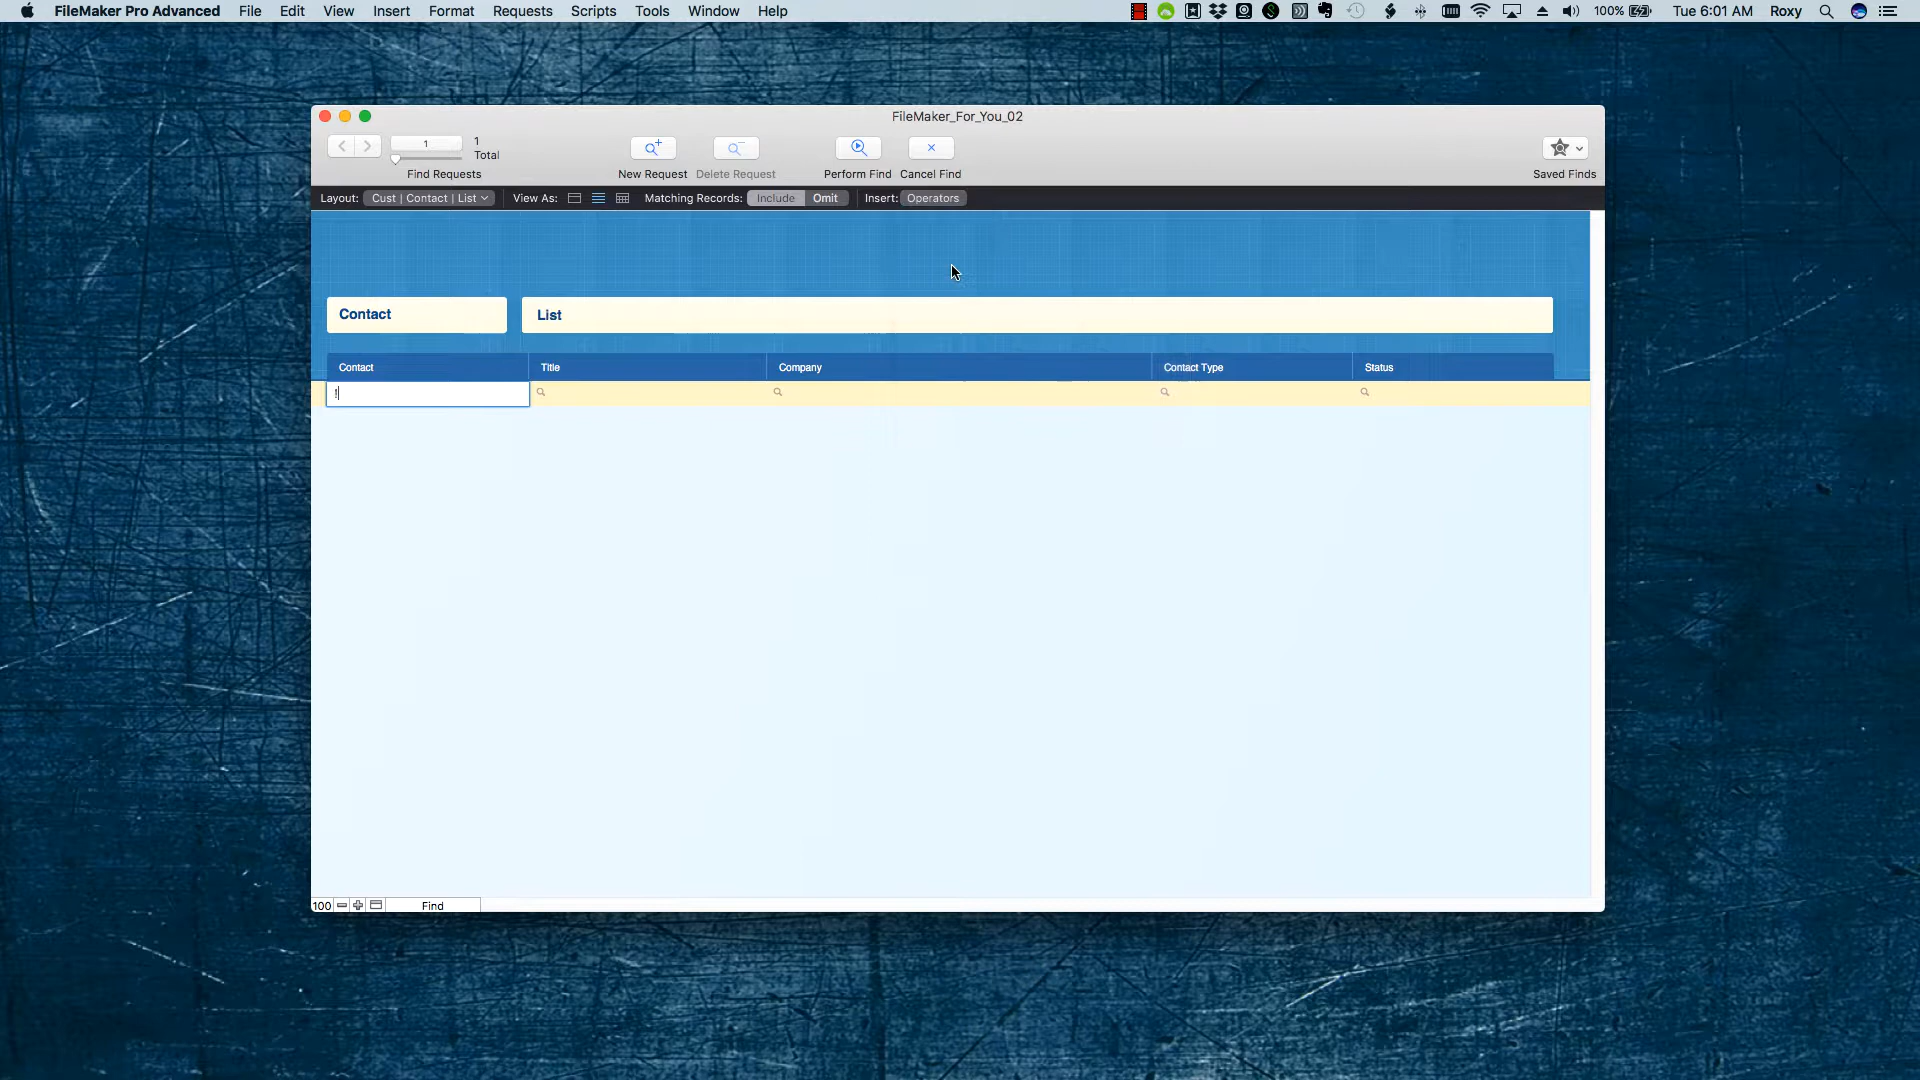 FileMaker Pro Advanced File Edit View Insert Format Requests Scripts Tools Window Help 100% Tue 6:01 AM Roxy
FileMaker_For_You_02
1 1
Total
Find Requests New Request Delete Request Perform Find Cancel Find Saved Finds
Layout: Cust | Contact | List View As: Matching Records: Include Omit Insert: Operators
Contact List
Contact Title Company Contact Type Status
!
100 Find